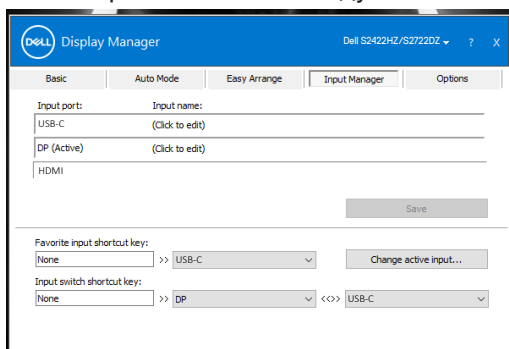 DELL Display Manager Dell S2422HZ/S2722DZ ? X
Basic Auto Mode Easy Arrange Input Manager Options
Input port: Input name:
USB-C (Click to edit)
DP (Active) (Click to edit)
HDMI
Save
Favorite input shortcut key:
None >> USB-C Change active input...
Input switch shortcut key:
None >> DP <<>> USB-C